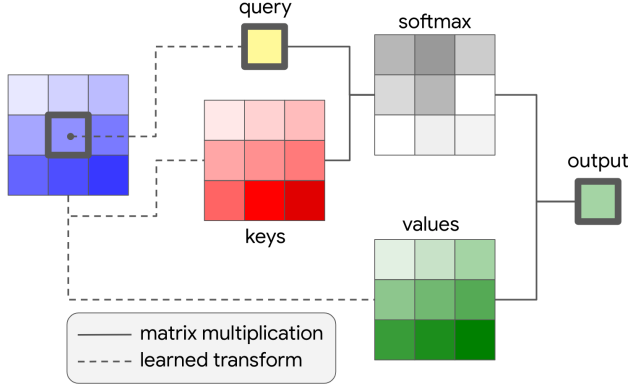 query
softmax
keys
values
output
matrix multiplication
learned transform